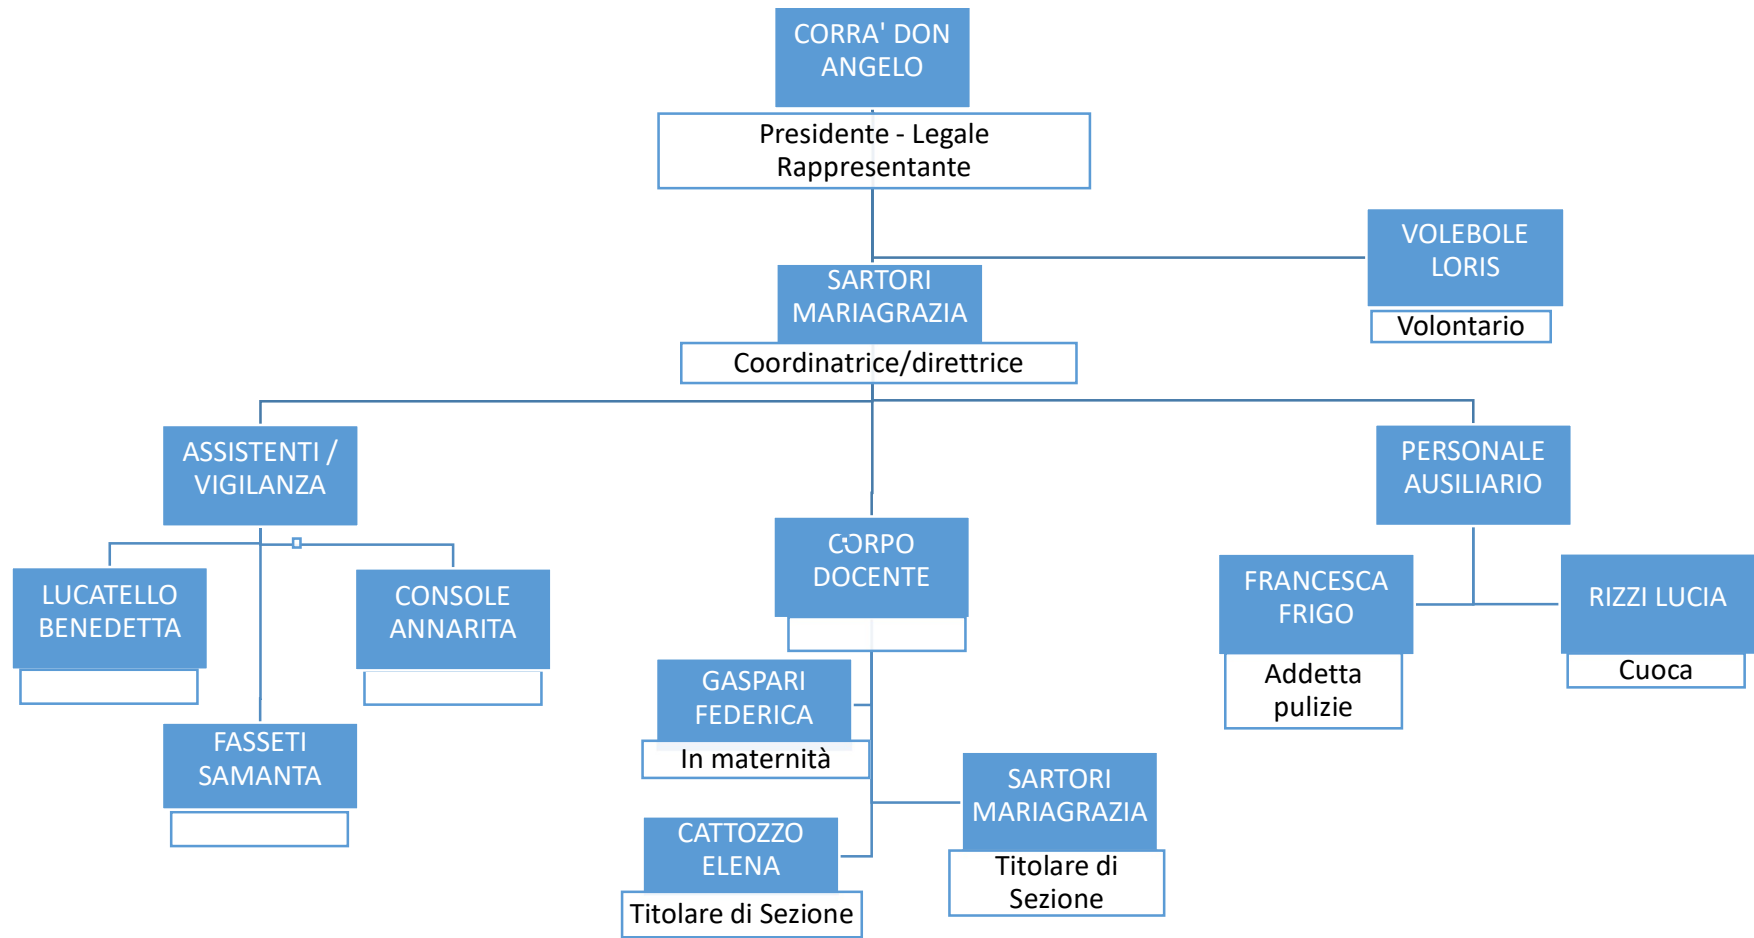 CORRA' DON
ANGELO
Presidente - Legale
Rappresentante
VOLEBOLE
LORIS
Volontario
SARTORI
MARIAGRAZIA
Coordinatrice/direttrice
ASSISTENTI /
VIGILANZA
LUCATELLO
BENEDETTA
CONSOLE
ANNARITA
FASSETI
SAMANTA
CORPO
DOCENTE
GASPARI
FEDERICA
In maternità
SARTORI
MARIAGRAZIA
Titolare di
Sezione
CATTOZZO
ELENA
Titolare di Sezione
PERSONALE
AUSILIARIO
FRANCESCA
FRIGO
Addetta
pulizie
RIZZI LUCIA
Cuoca